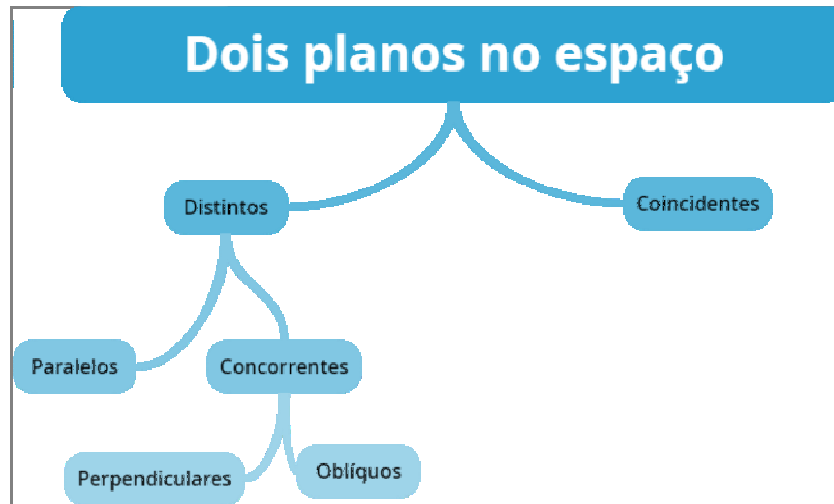 Dois planos no espaço
Distintos
Coincidentes
Paralelos
Concorrentes
Perpendiculares
Oblíquos